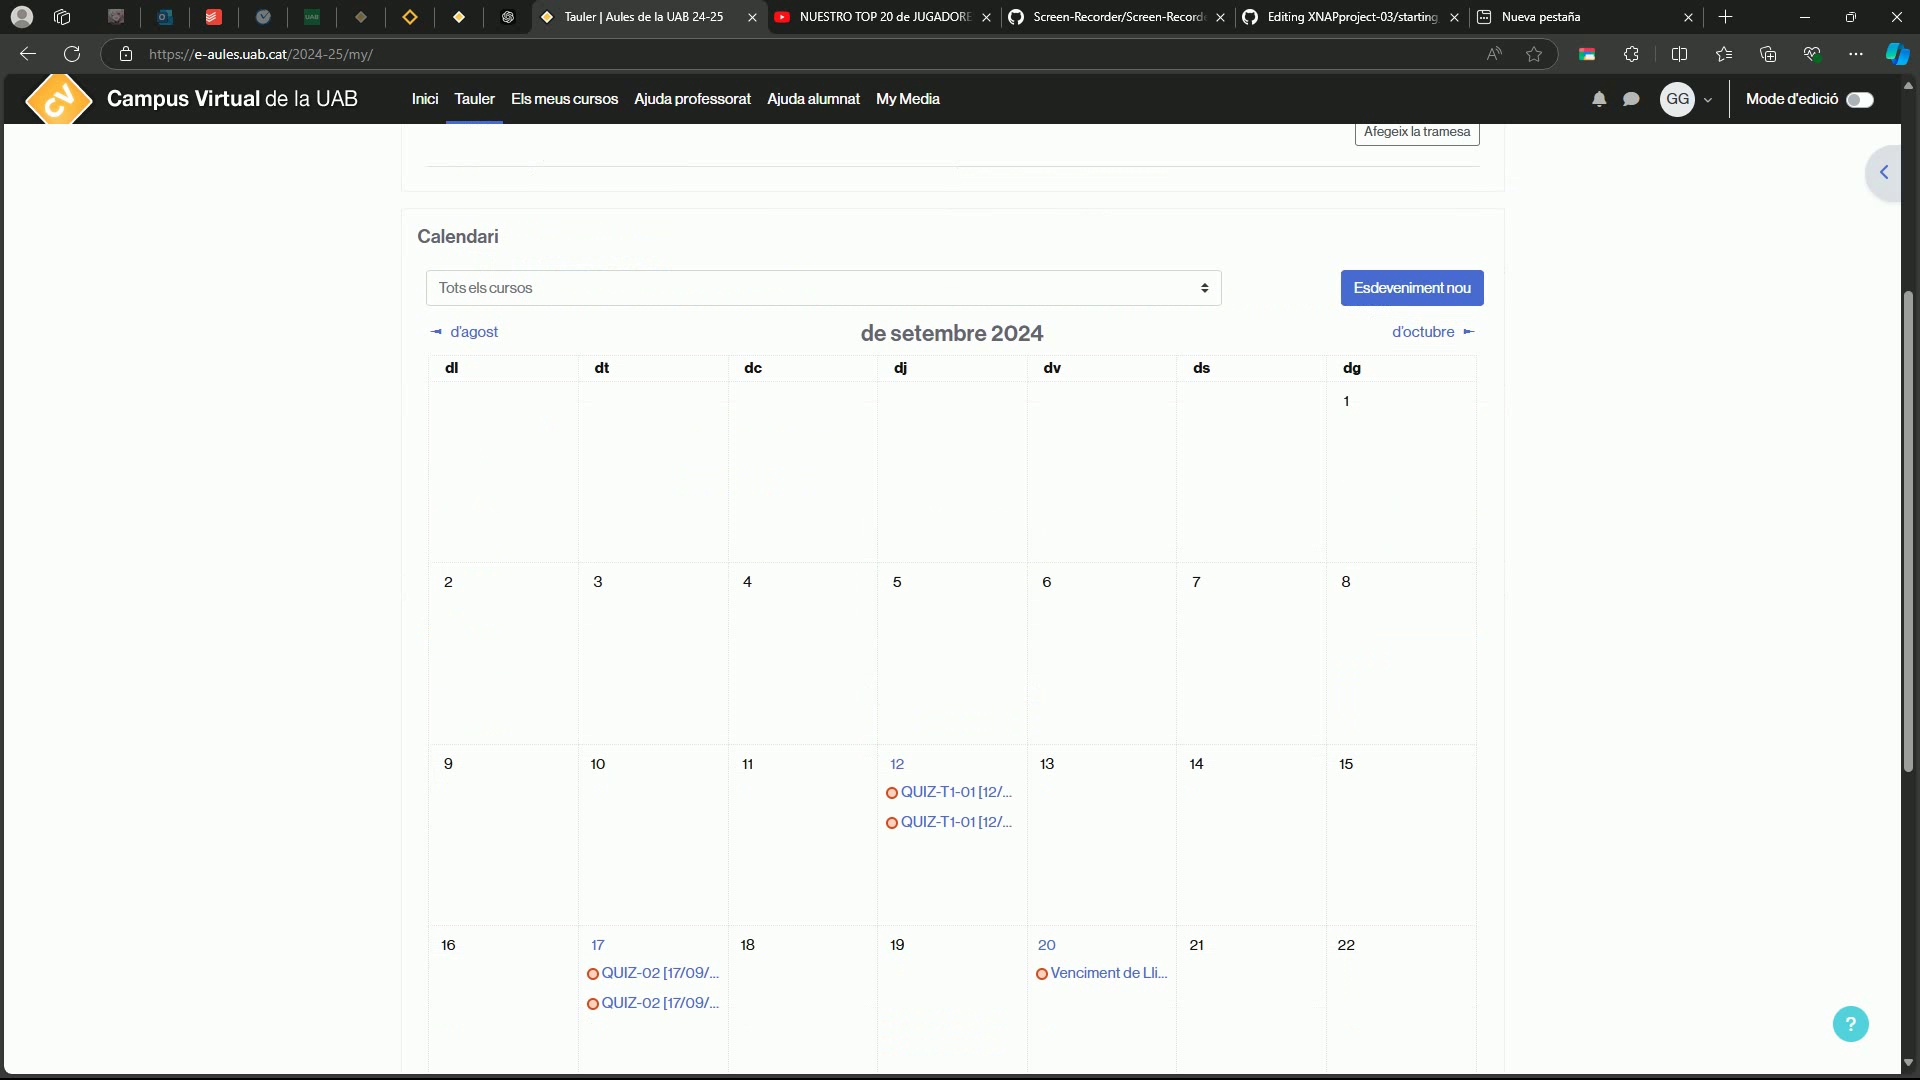 Tauler | Aules de la UAB 24-25
NUESTRO TOP 20 de JUGADORE
Screen-Recorder/Screen-Recorde
Editing XNAPproject-03/starting
Nueva pestaña
https://e-aules.uab.cat/2024-25/my/
CV
Campus Virtual de la UAB
Inici
Tauler
Els meus cursos
Ajuda professorat
Ajuda alumnat
My Media
GG
Mode d'edició
Afegeix la tramesa
Calendari
Tots els cursos
Esdeveniment nou
d'agost
de setembre 2024
d'octubre
dl dt dc dj dv ds dg
1
2 3 4 5 6 7 8
9 10 11 12 13 14 15
QUIZ-T1-01 [12/...
QUIZ-T1-01 [12/...
16 17 18 19 20 21 22
QUIZ-02 [17/09/... Venciment de Lli...
QUIZ-02 [17/09/...
?